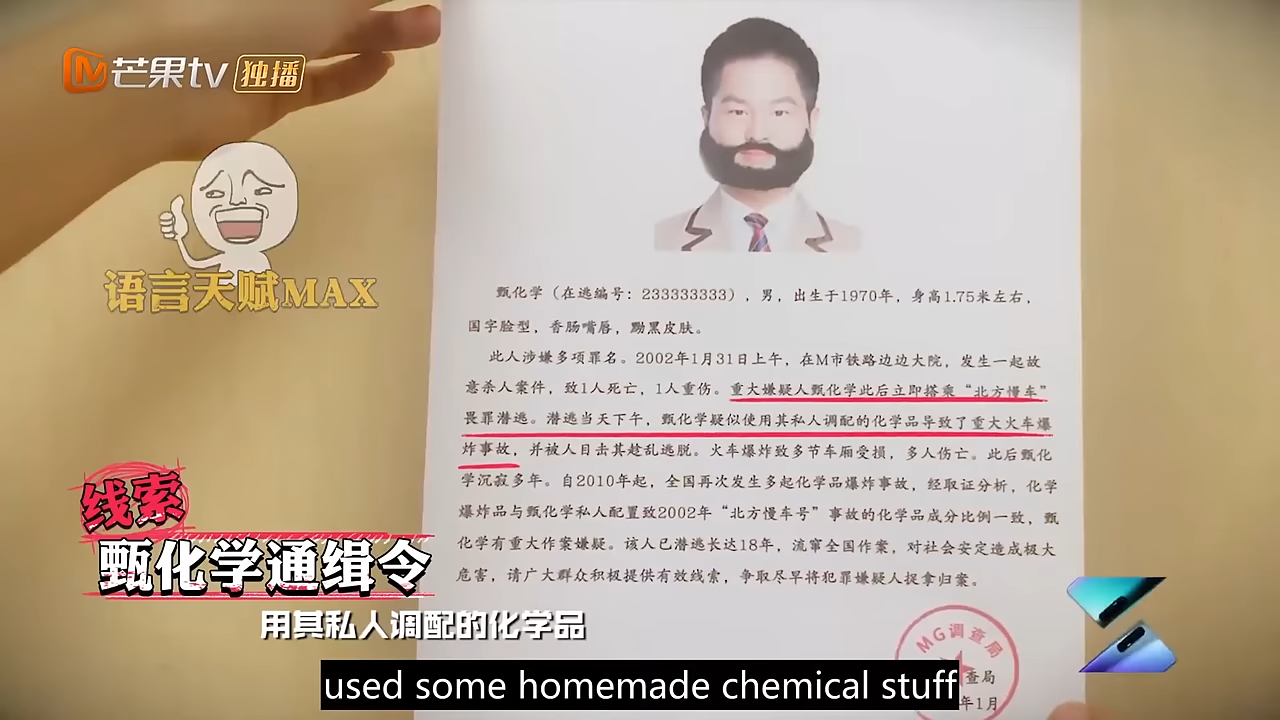 芒果tv 独播
语言天赋MAX
甄化学（在逃编号：233333333），男，出生于1970年，身高1.75米左右，
国字脸型，香肠嘴唇，黝黑皮肤。
此人涉嫌多项罪名。2002年1月31日上午，在M市铁路边边大院，发生一起故
意杀人案件，致1人死亡，1人重伤。重大嫌疑人甄化学此后立即搭乘“北方慢车”
畏罪潜逃。潜逃当天下午，甄化学疑似使用其私人调配的化学品导致了重大火车爆
炸事故，并被人目击其趁乱逃脱。火车爆炸致多节车厢受损，多人伤亡。此后甄化
学沉寂多年。自2010年起，全国再次发生多起化学品爆炸事故，经取证分析，化学
爆炸品与甄化学私人配置致2002年“北方慢车号”事故的化学品成分比例一致，甄
化学有重大作案嫌疑。该人已潜逃长达18年，流窜全国作案，对社会安定造成极大
危害，请广大群众积极提供有效线索，争取尽早将犯罪嫌疑人捉拿归案。
MG调查局
查局
年1月
线索
甄化学通缉令
用其私人调配的化学品
used some homemade chemical stuff